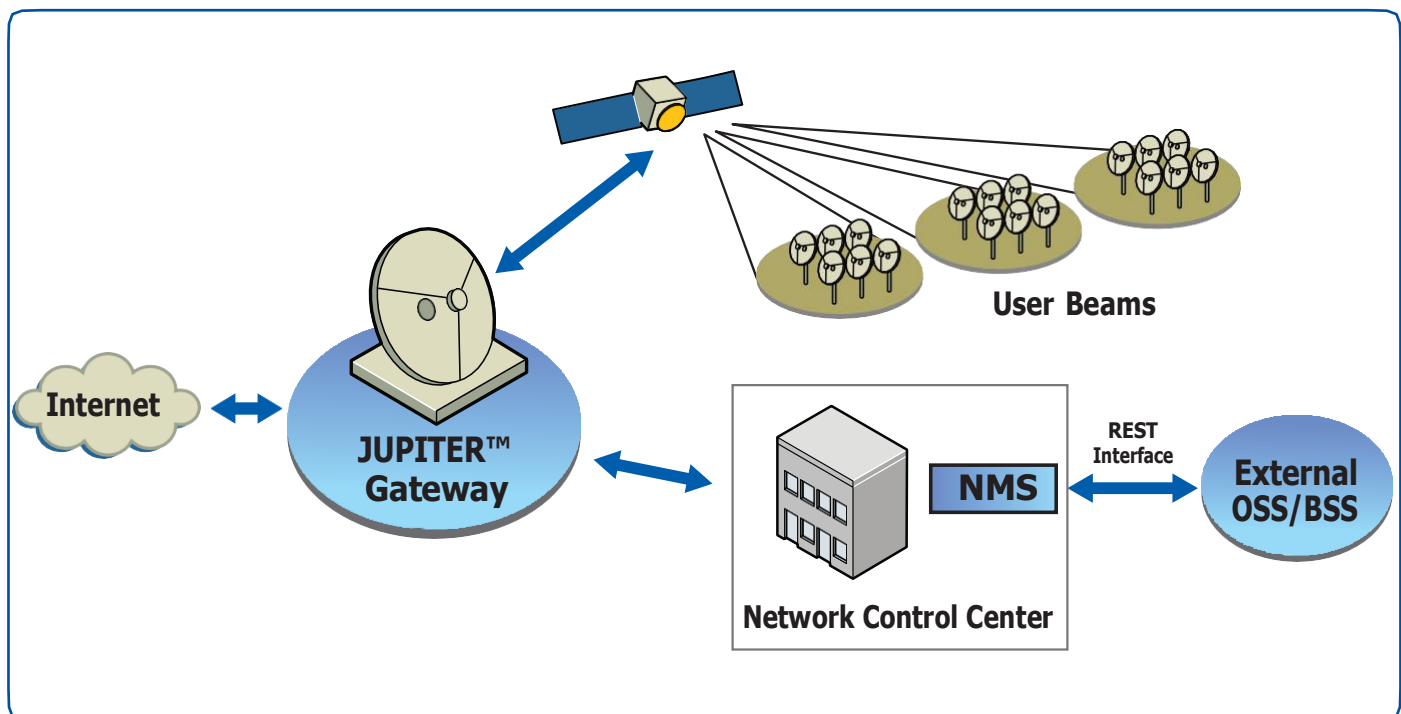 User Beams
Internet
JUPITER™
Gateway
NMS
REST
Interface
External
OSS/BSS
Network Control Center